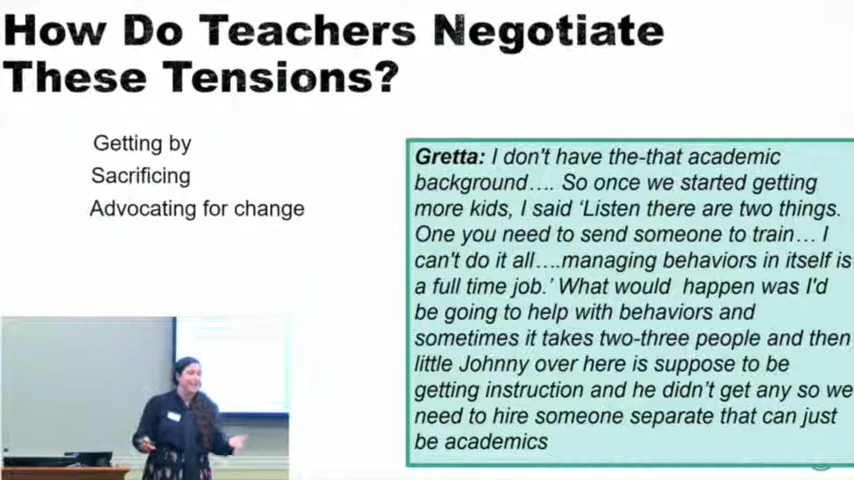 How Do Teachers Negotiate
These Tensions?
Getting by
Sacrificing
Advocating for change
Gretta: I don't have the-that academic
background.... So once we started getting
more kids, I said 'Listen there are two things.
One you need to send someone to train... I
can't do it all....managing behaviors in itself is
a full time job.' What would happen was I'd
be going to help with behaviors and
sometimes it takes two-three people and then
little Johnny over here is suppose to be
getting instruction and he didn't get any so we
need to hire someone separate that can just
be academics